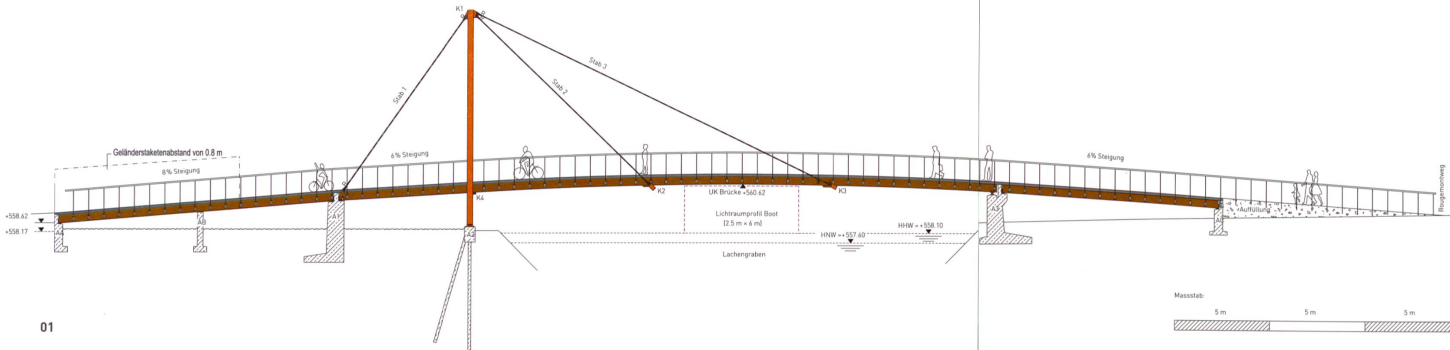 K1
Stab 1
Stab 2
Stab 3
Geländerstaketenabstand von 0.8 m
8% Steigung
6% Steigung
6% Steigung
K2
K3
K4
UK Brücke +560.62
Lichtraumprofil Boot
(2.5 m × 6 m)
HNW =+557.60
HHW =+558.10
Lachengraben
+558.62
+558.17
A1
A3
Auffüllung
Rougemontweg
Massstab:
5 m 5 m 5 m
01